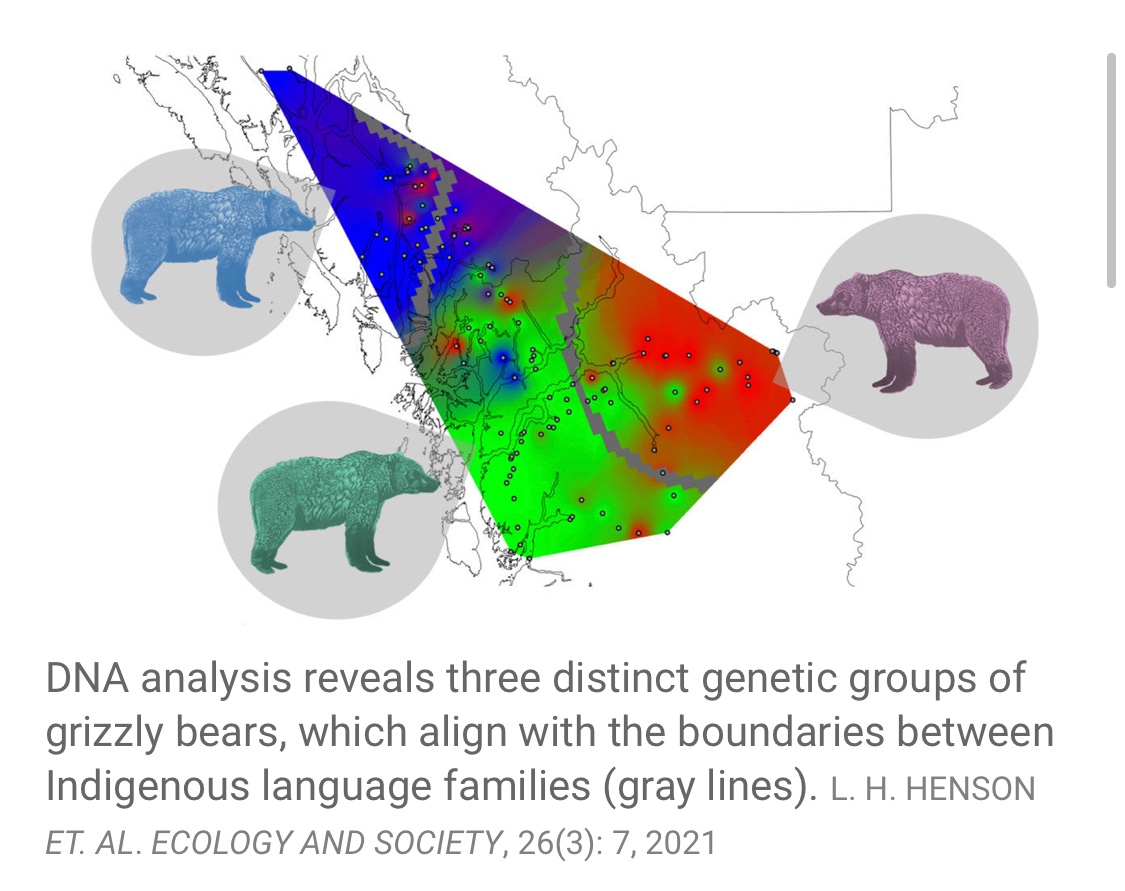 DNA analysis reveals three distinct genetic groups of
grizzly bears, which align with the boundaries between
Indigenous language families (gray lines). L. H. HENSON
ET. AL. ECOLOGY AND SOCIETY, 26(3): 7, 2021